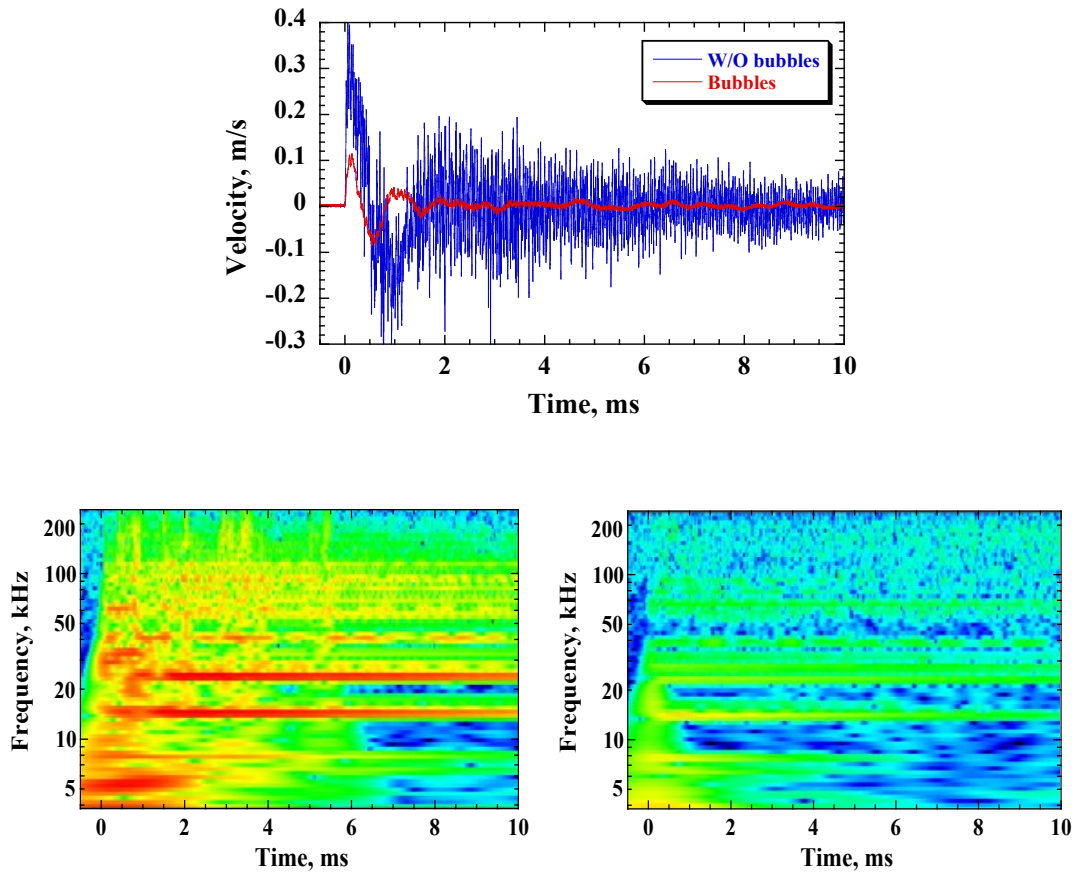 0.4
0.3
0.2
0.1
0
-0.1
-0.2
-0.3
Velocity, m/s
W/O bubbles
Bubbles
0 2 4 6 8 10
Time, ms
200
100
50
20
10
5
Frequency, kHz
0 2 4 6 8 10
Time, ms
200
100
50
20
10
5
Frequency, kHz
0 2 4 6 8 10
Time, ms